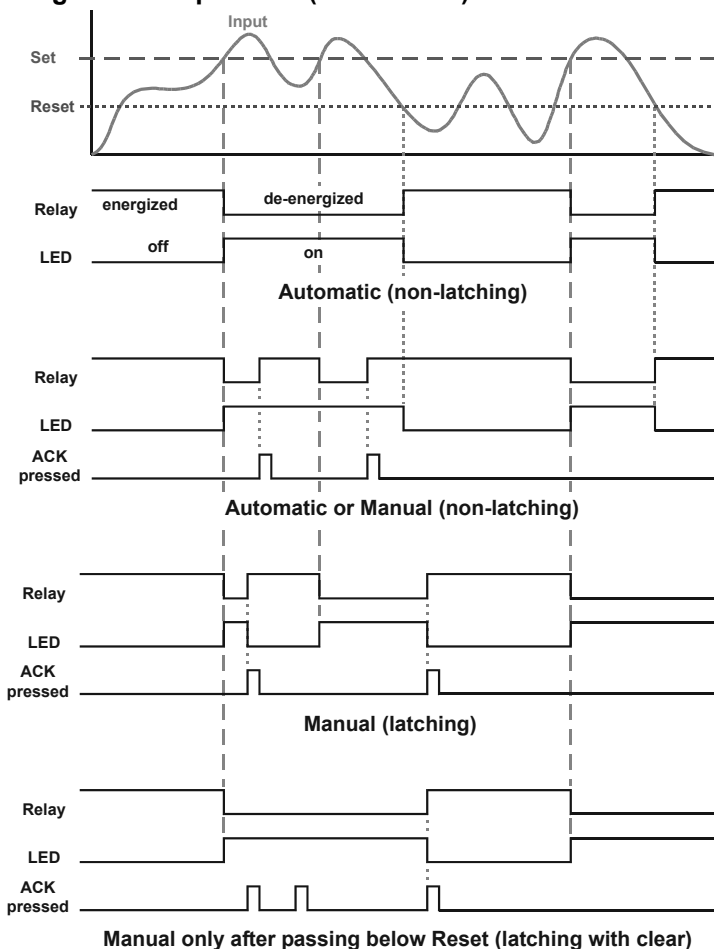 Input
Set
Reset
Relay energized de-energized
LED off on
Automatic (non-latching)
Relay
LED
ACK
pressed
Automatic or Manual (non-latching)
Relay
LED
ACK
pressed
Manual (latching)
Relay
LED
ACK
pressed
Manual only after passing below Reset (latching with clear)